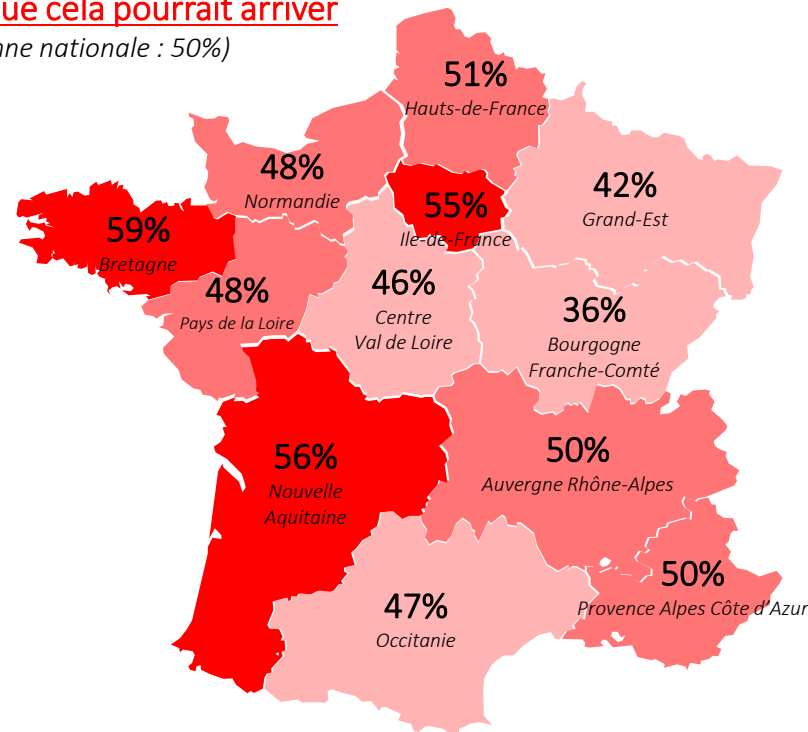 ue cela pourrait arriver
nne nationale : 50%)
51%
Hauts-de-France
48%
Normandie
55%
Ile-de-France
42%
Grand-Est
59%
Bretagne
48%
Pays de la Loire
46%
Centre
Val de Loire
36%
Bourgogne
Franche-Comté
56%
Nouvelle
Aquitaine
50%
Auvergne Rhône-Alpes
50%
Provence Alpes Côte d’Azur
47%
Occitanie